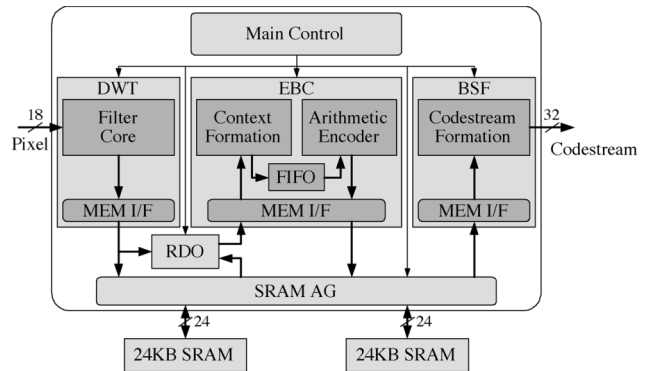 Main Control
DWT
EBC
BSF
18
Pixel
Filter
Core
Context
Formation
Arithmetic
Encoder
Codestream
Formation
32
Codestream
FIFO
MEM I/F
MEM I/F
MEM I/F
RDO
SRAM AG
24
24
24KB SRAM
24KB SRAM